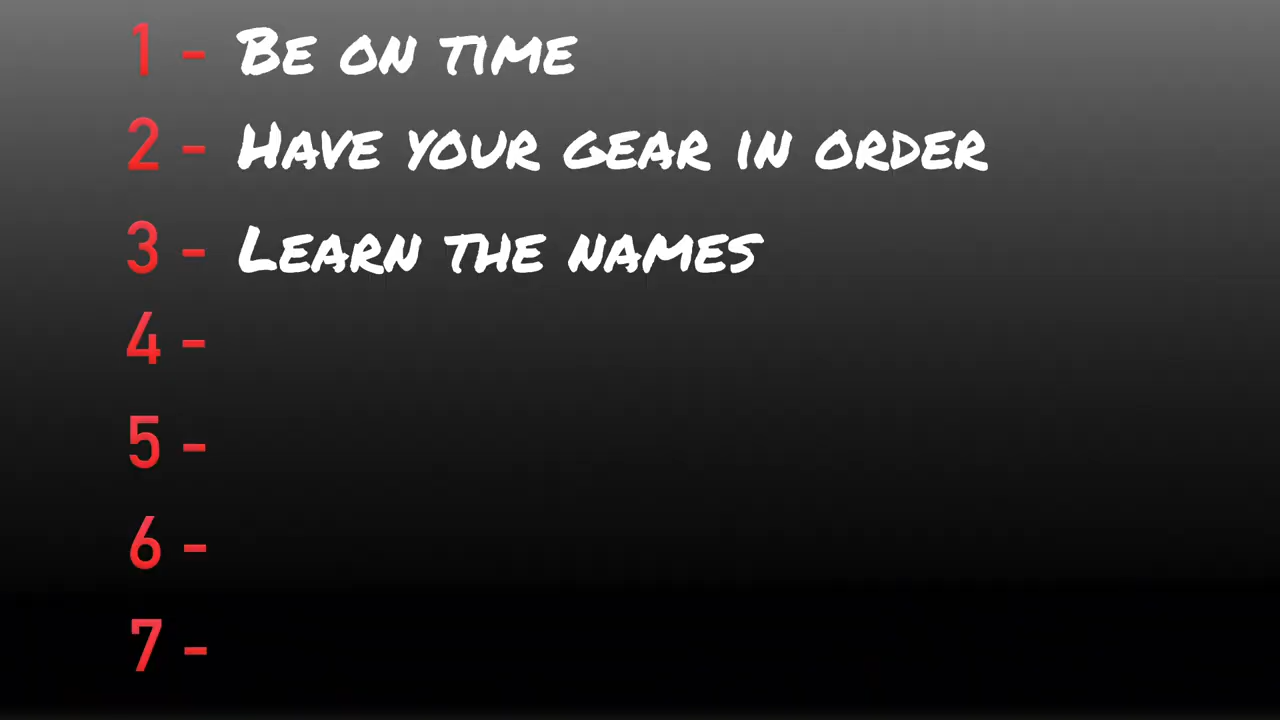 1 - Be on time
2 - Have your gear in order
3 - Learn the names
4 -
5 -
6 -
7 -